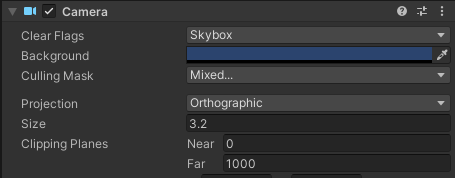 Camera
Clear Flags Skybox
Background
Culling Mask Mixed...
Projection Orthographic
Size 3.2
Clipping Planes Near 0
Far 1000